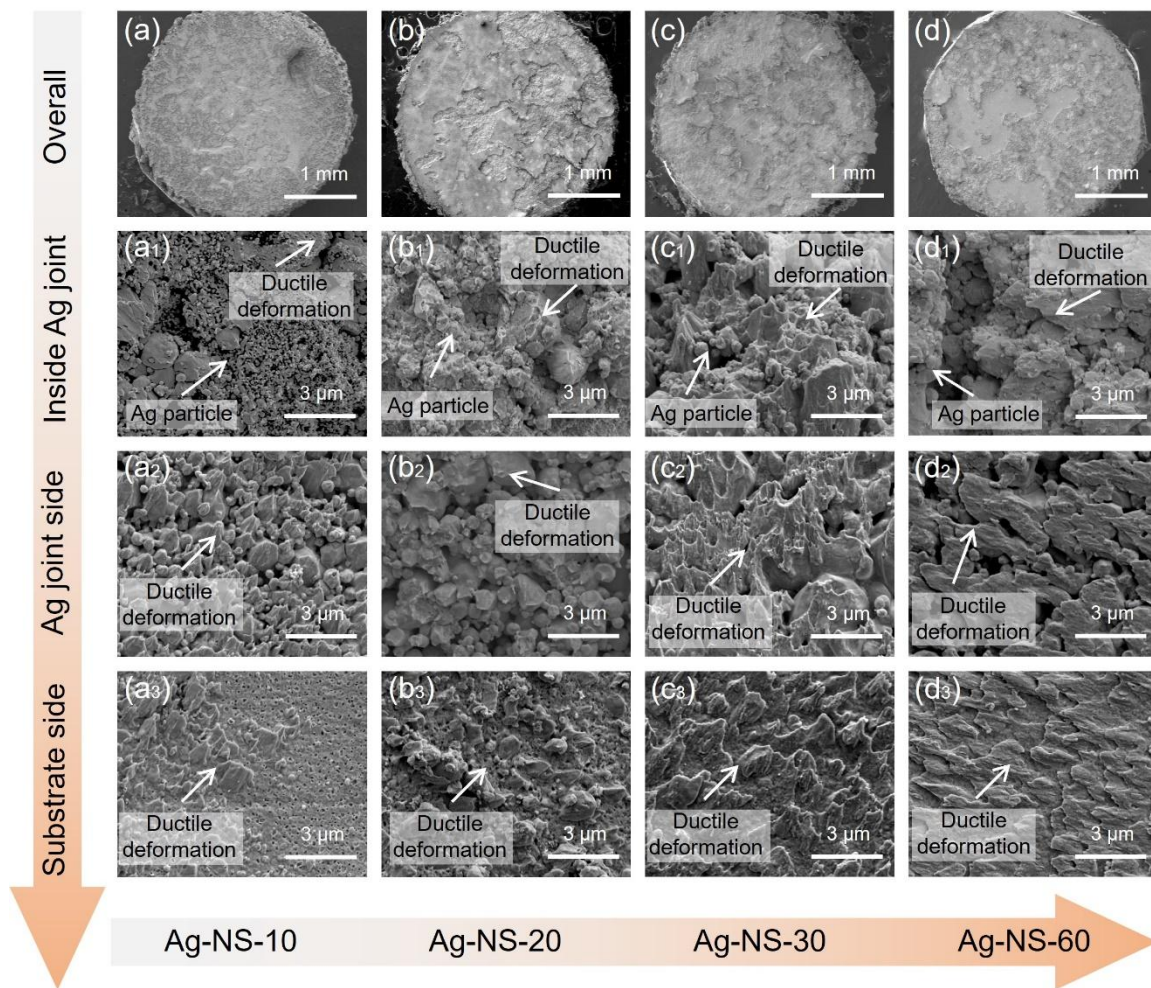 Overall
(a)
1 mm
(b)
1 mm
(c)
1 mm
(d)
1 mm
Inside Ag joint
(a₁)
Ductile
deformation
Ag particle
3 μm
(b₁)
Ductile
deformation
Ag particle
3 μm
(c₁)
Ductile
deformation
Ag particle
3 μm
(d₁)
Ductile
deformation
Ag particle
3 μm
Ag joint side
(a₂)
Ductile
deformation
3 μm
(b₂)
Ductile
deformation
3 μm
(c₂)
Ductile
deformation
3 μm
(d₂)
Ductile
deformation
3 μm
Substrate side
(a₃)
Ductile
deformation
3 μm
(b₃)
Ductile
deformation
3 μm
(c₃)
Ductile
deformation
3 μm
(d₃)
Ductile
deformation
3 μm
Ag-NS-10
Ag-NS-20
Ag-NS-30
Ag-NS-60